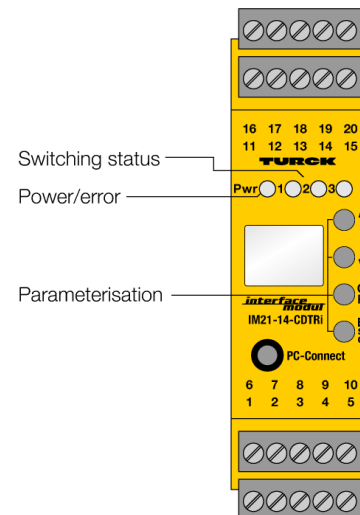 16 17 18 19 20
11 12 13 14 15
TURCK
Switching status
Pwr 1 2 3
Power/error
Parameterisation
interface
modul
IM21-14-CDTRi
PC-Connect
6 7 8 9 10
1 2 3 4 5